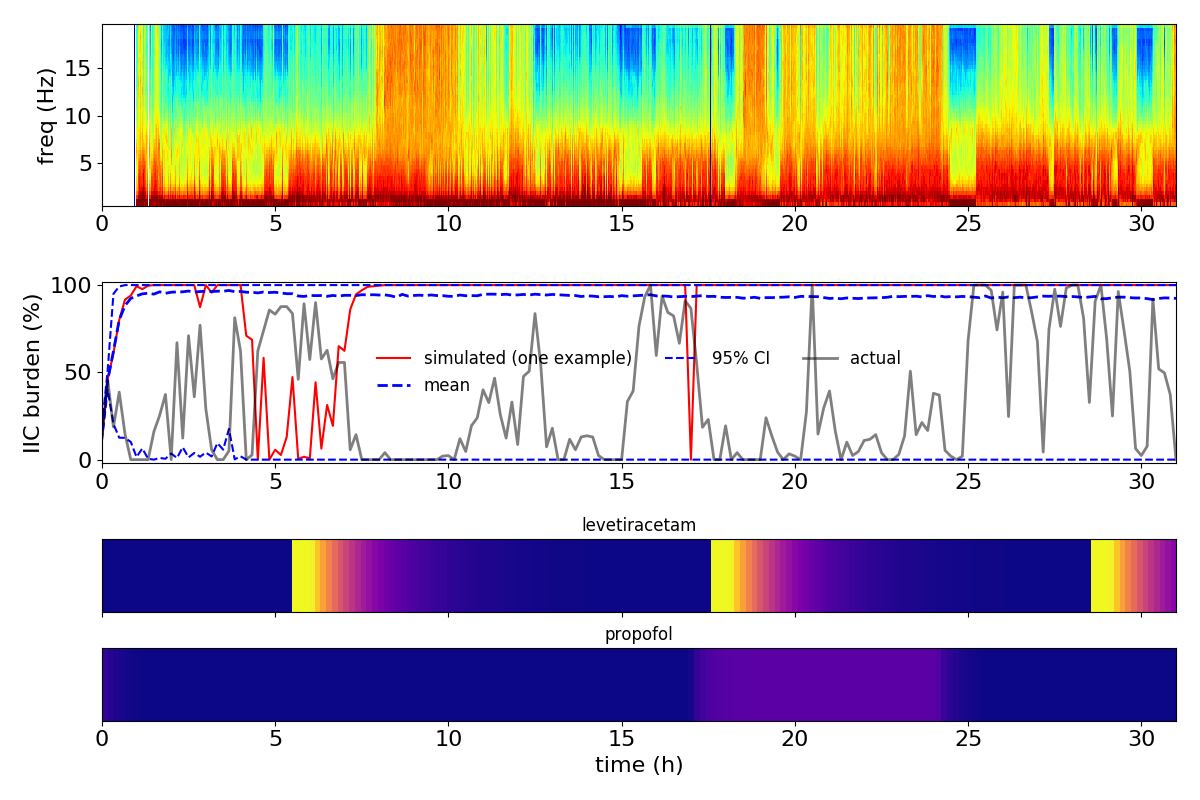 freq (Hz)
15
10
5
0 5 10 15 20 25 30
IIC burden (%)
100
50
0
simulated (one example) 95% CI actual
mean
0 5 10 15 20 25 30
levetiracetam
propofol
0 5 10 15 20 25 30
time (h)